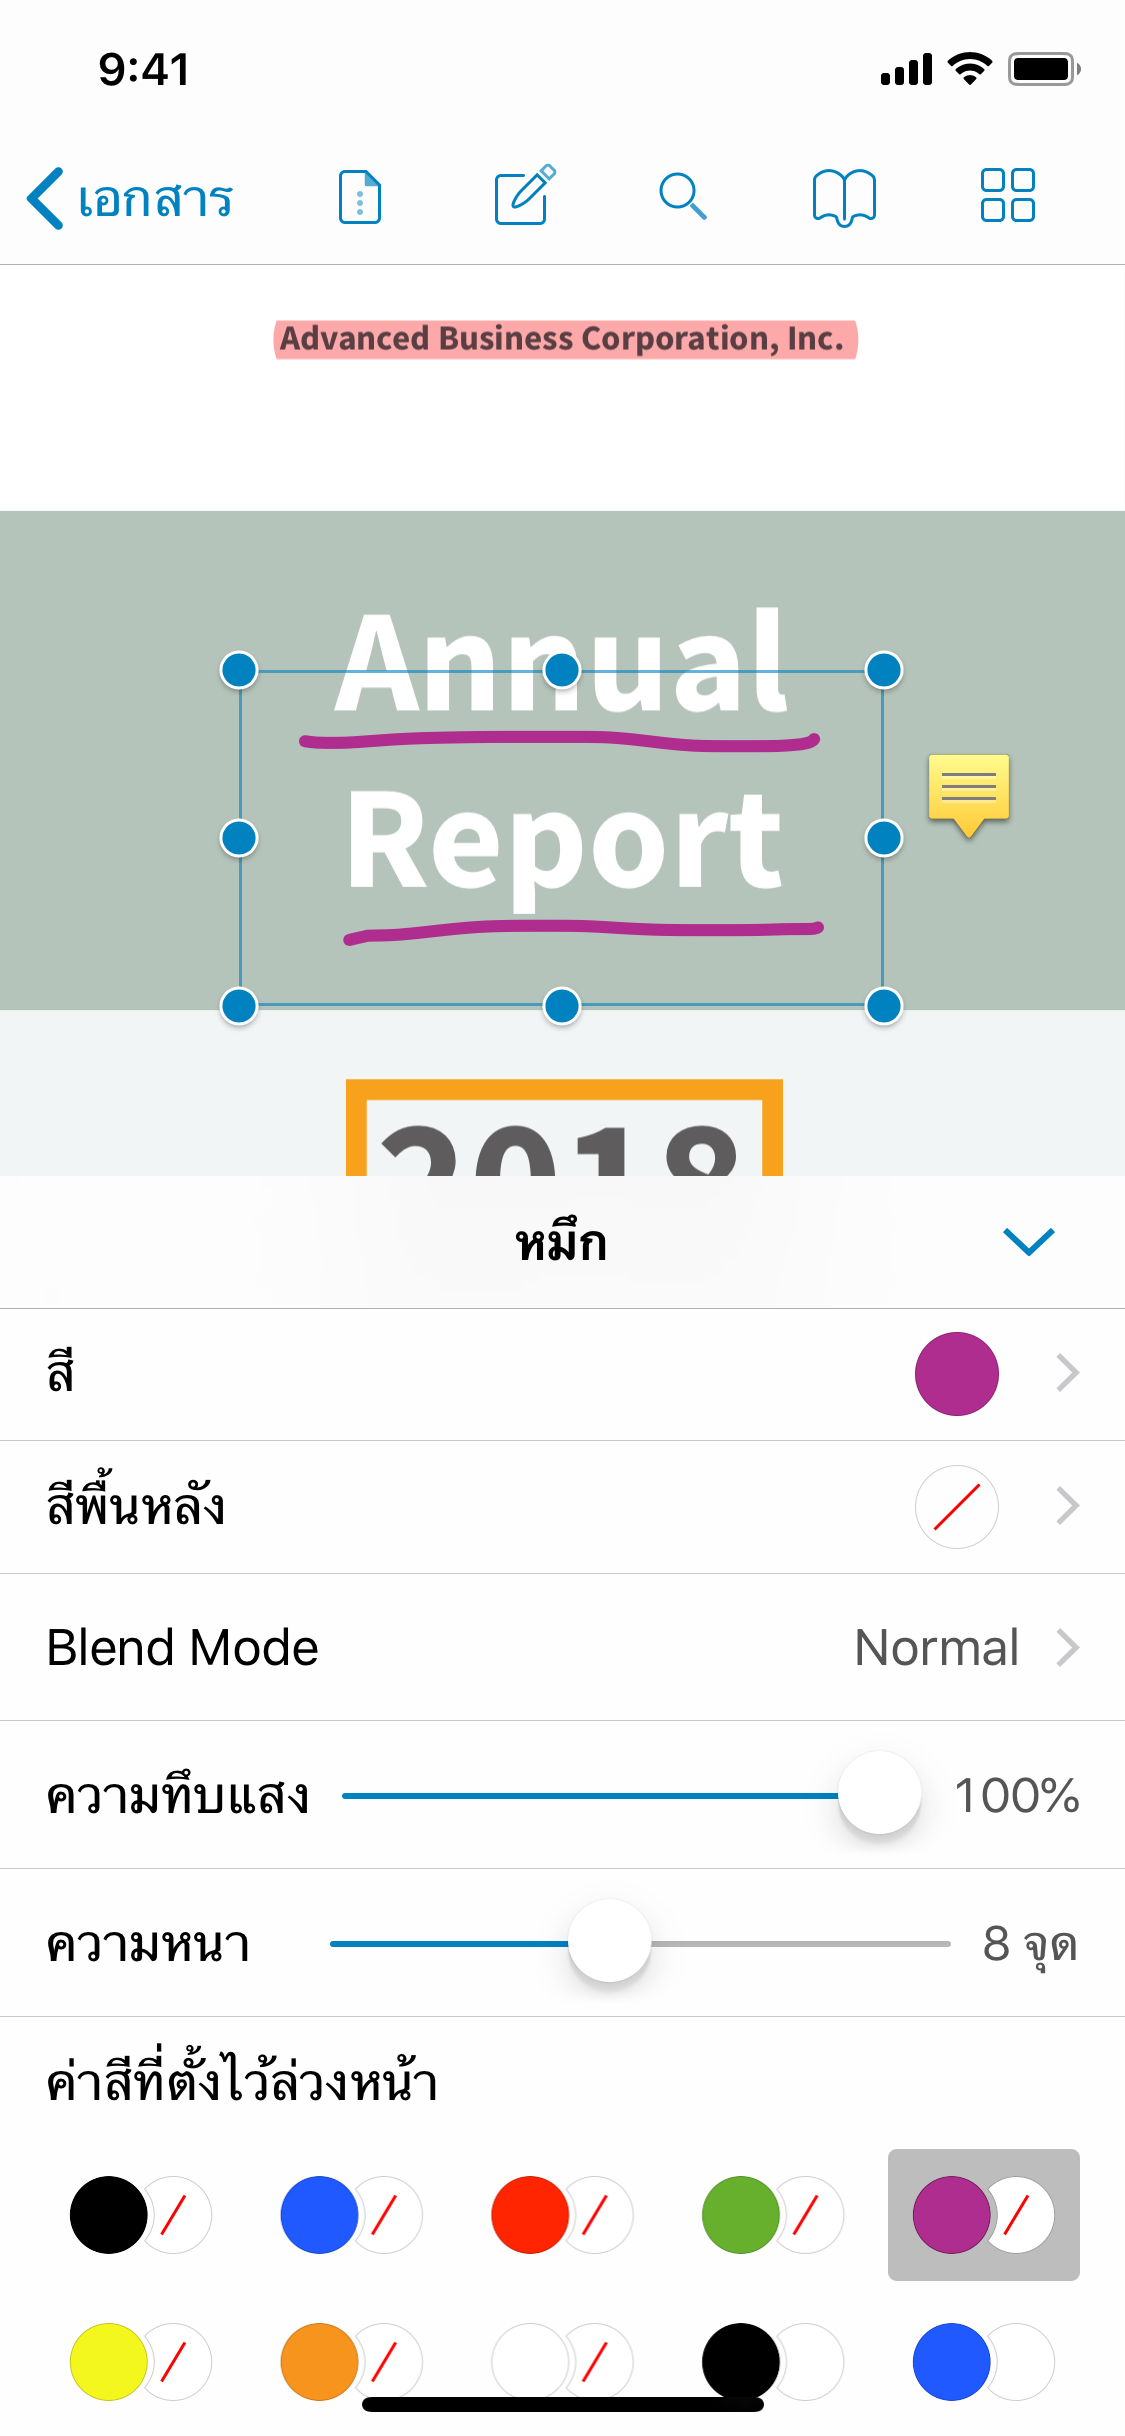 9:41
เอกสาร
Advanced Business Corporation, Inc.
Annual
Report
2018
หมึก
สี
สีพื้นหลัง
Blend Mode Normal
ความทึบแสง 100%
ความหนา 8 จุด
ค่าสีที่ตั้งไว้ล่วงหน้า